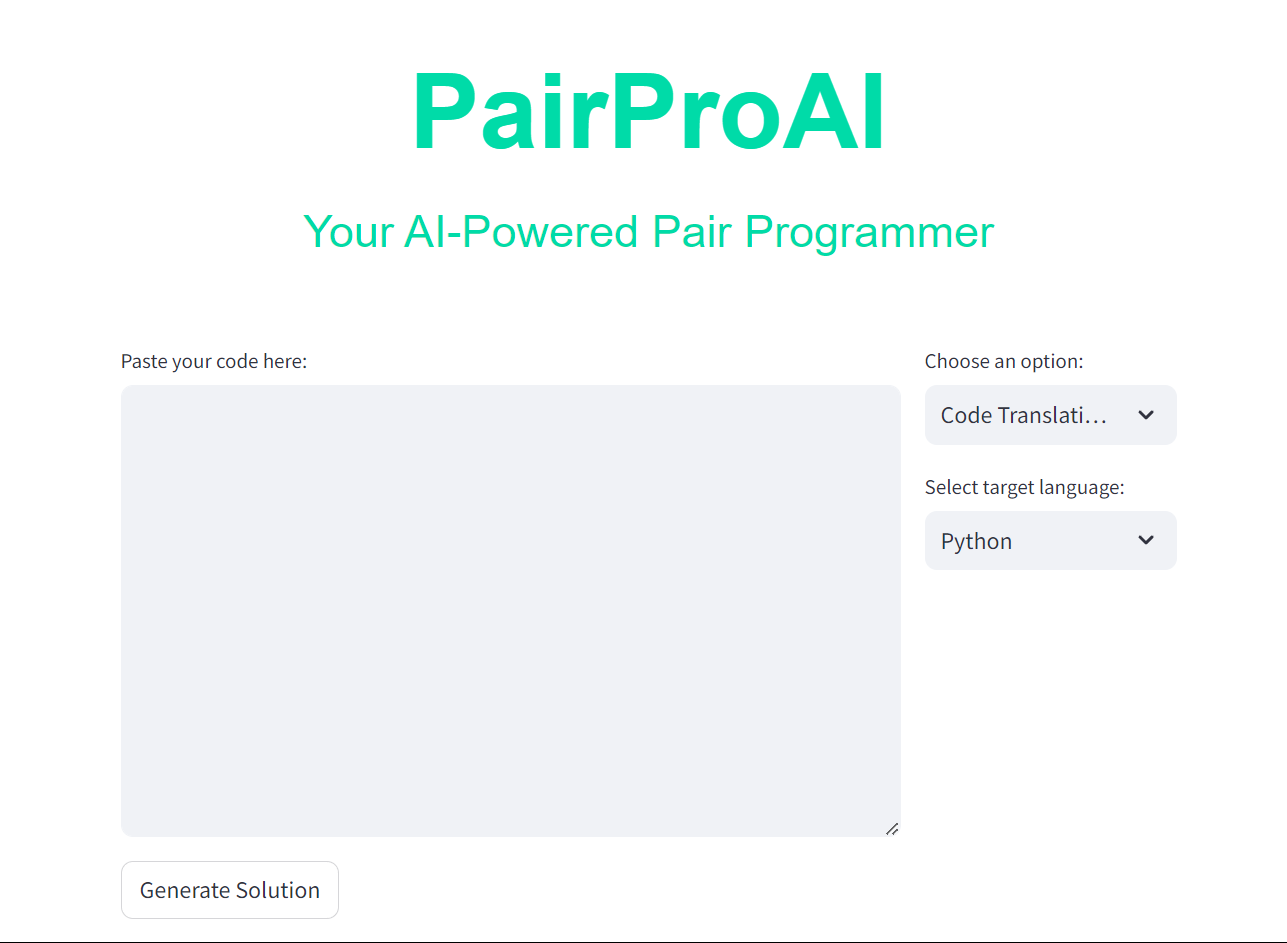 PairProAI
Your AI-Powered Pair Programmer
Paste your code here:
Choose an option:
Code Translati...
Select target language:
Python
Generate Solution